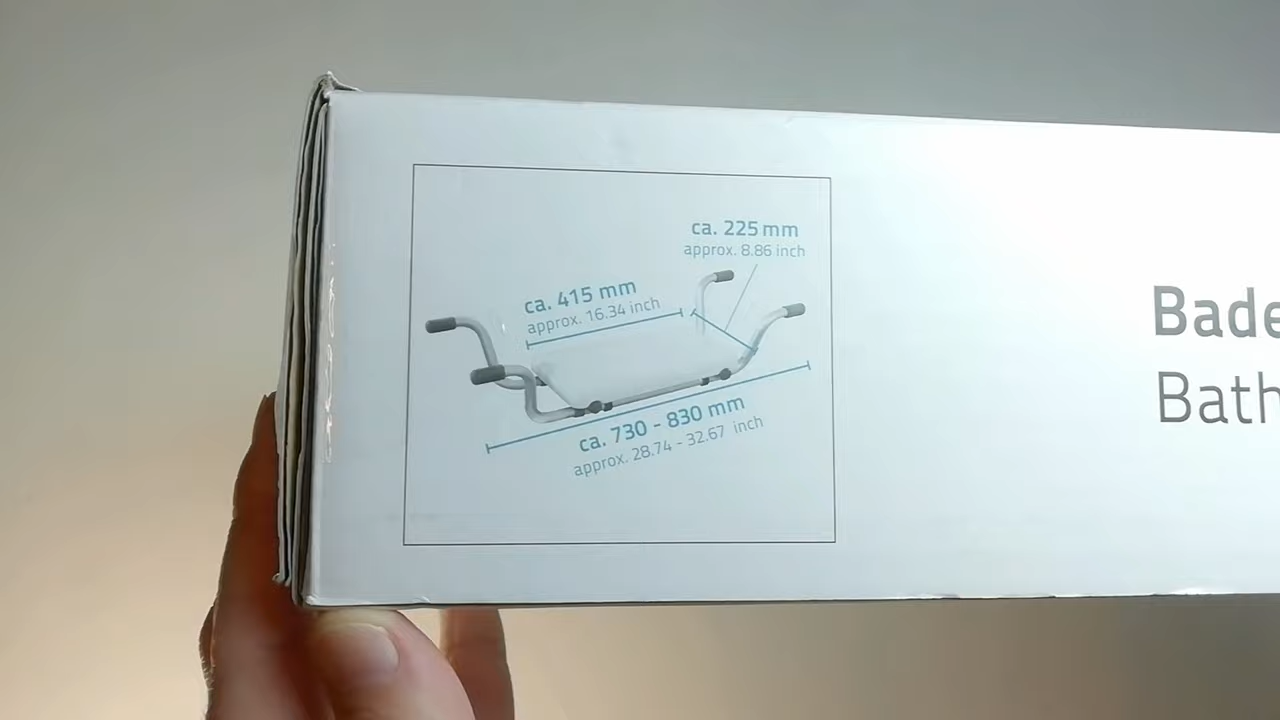 ca. 225 mm
approx. 8.86 inch
ca. 415 mm
approx. 16.34 inch
ca. 730 - 830 mm
approx. 28.74 - 32.67 inch
Bade
Bath